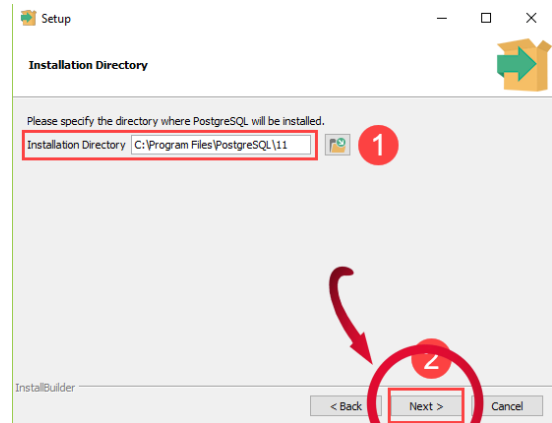 Setup
Installation Directory
Please specify the directory where PostgreSQL will be installed.
Installation Directory C:\Program Files\PostgreSQL\11
1
2
InstallBuilder
< Back Next > Cancel